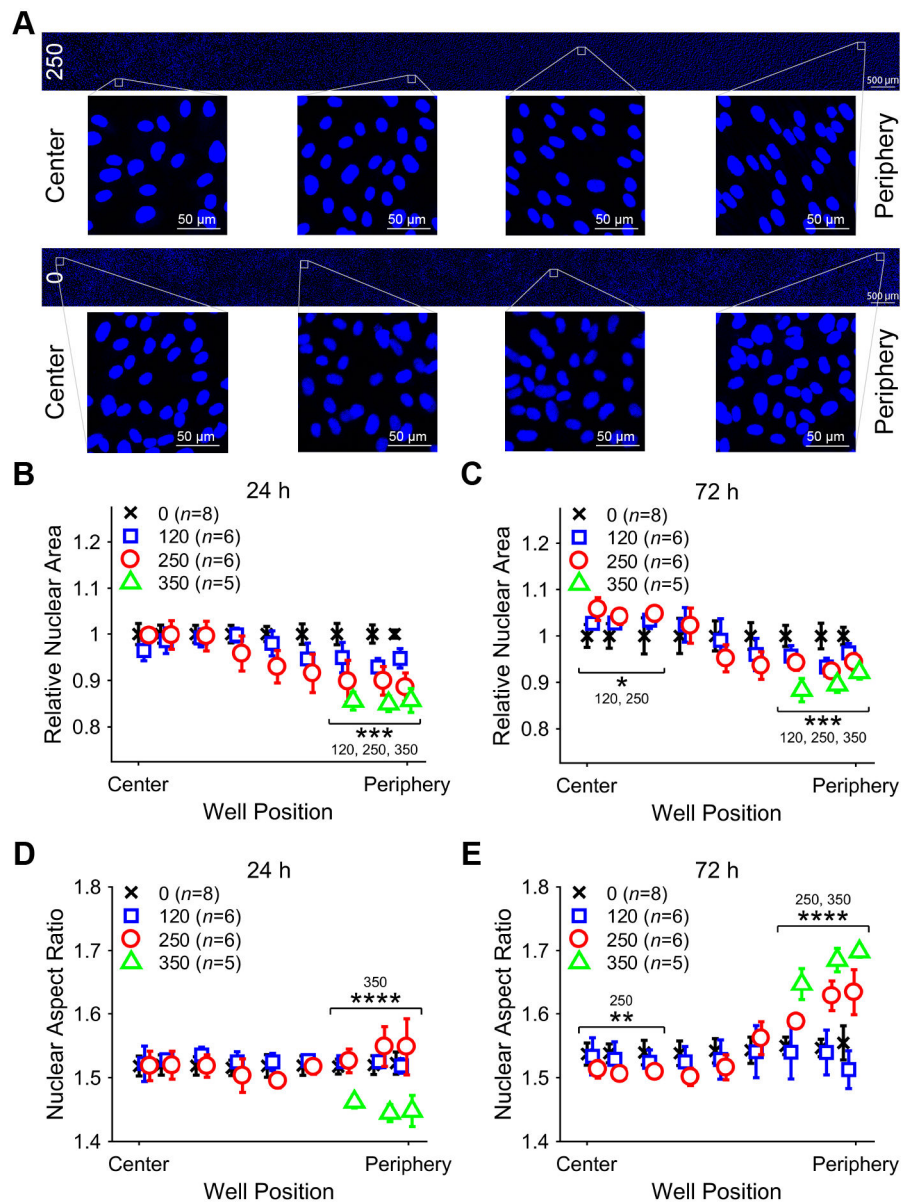 A
250
500 µm
Center
50 µm
50 µm
50 µm
50 µm
Periphery
0
500 µm
Center
50 µm
50 µm
50 µm
50 µm
Periphery
B
24 h
Relative Nuclear Area
0 (n=8)
120 (n=6)
250 (n=6)
350 (n=5)
1.2
1.1
1
0.9
0.8
***
120, 250, 350
Center
Periphery
Well Position
C
72 h
Relative Nuclear Area
0 (n=8)
120 (n=6)
250 (n=6)
350 (n=5)
1.2
1.1
1
0.9
0.8
*
120, 250
***
120, 250, 350
Center
Periphery
Well Position
D
24 h
Nuclear Aspect Ratio
0 (n=8)
120 (n=6)
250 (n=6)
350 (n=5)
1.8
1.7
1.6
1.5
1.4
350
****
Center
Periphery
Well Position
E
72 h
Nuclear Aspect Ratio
0 (n=8)
120 (n=6)
250 (n=6)
350 (n=5)
1.8
1.7
1.6
1.5
1.4
250
**
250, 350
****
Center
Periphery
Well Position